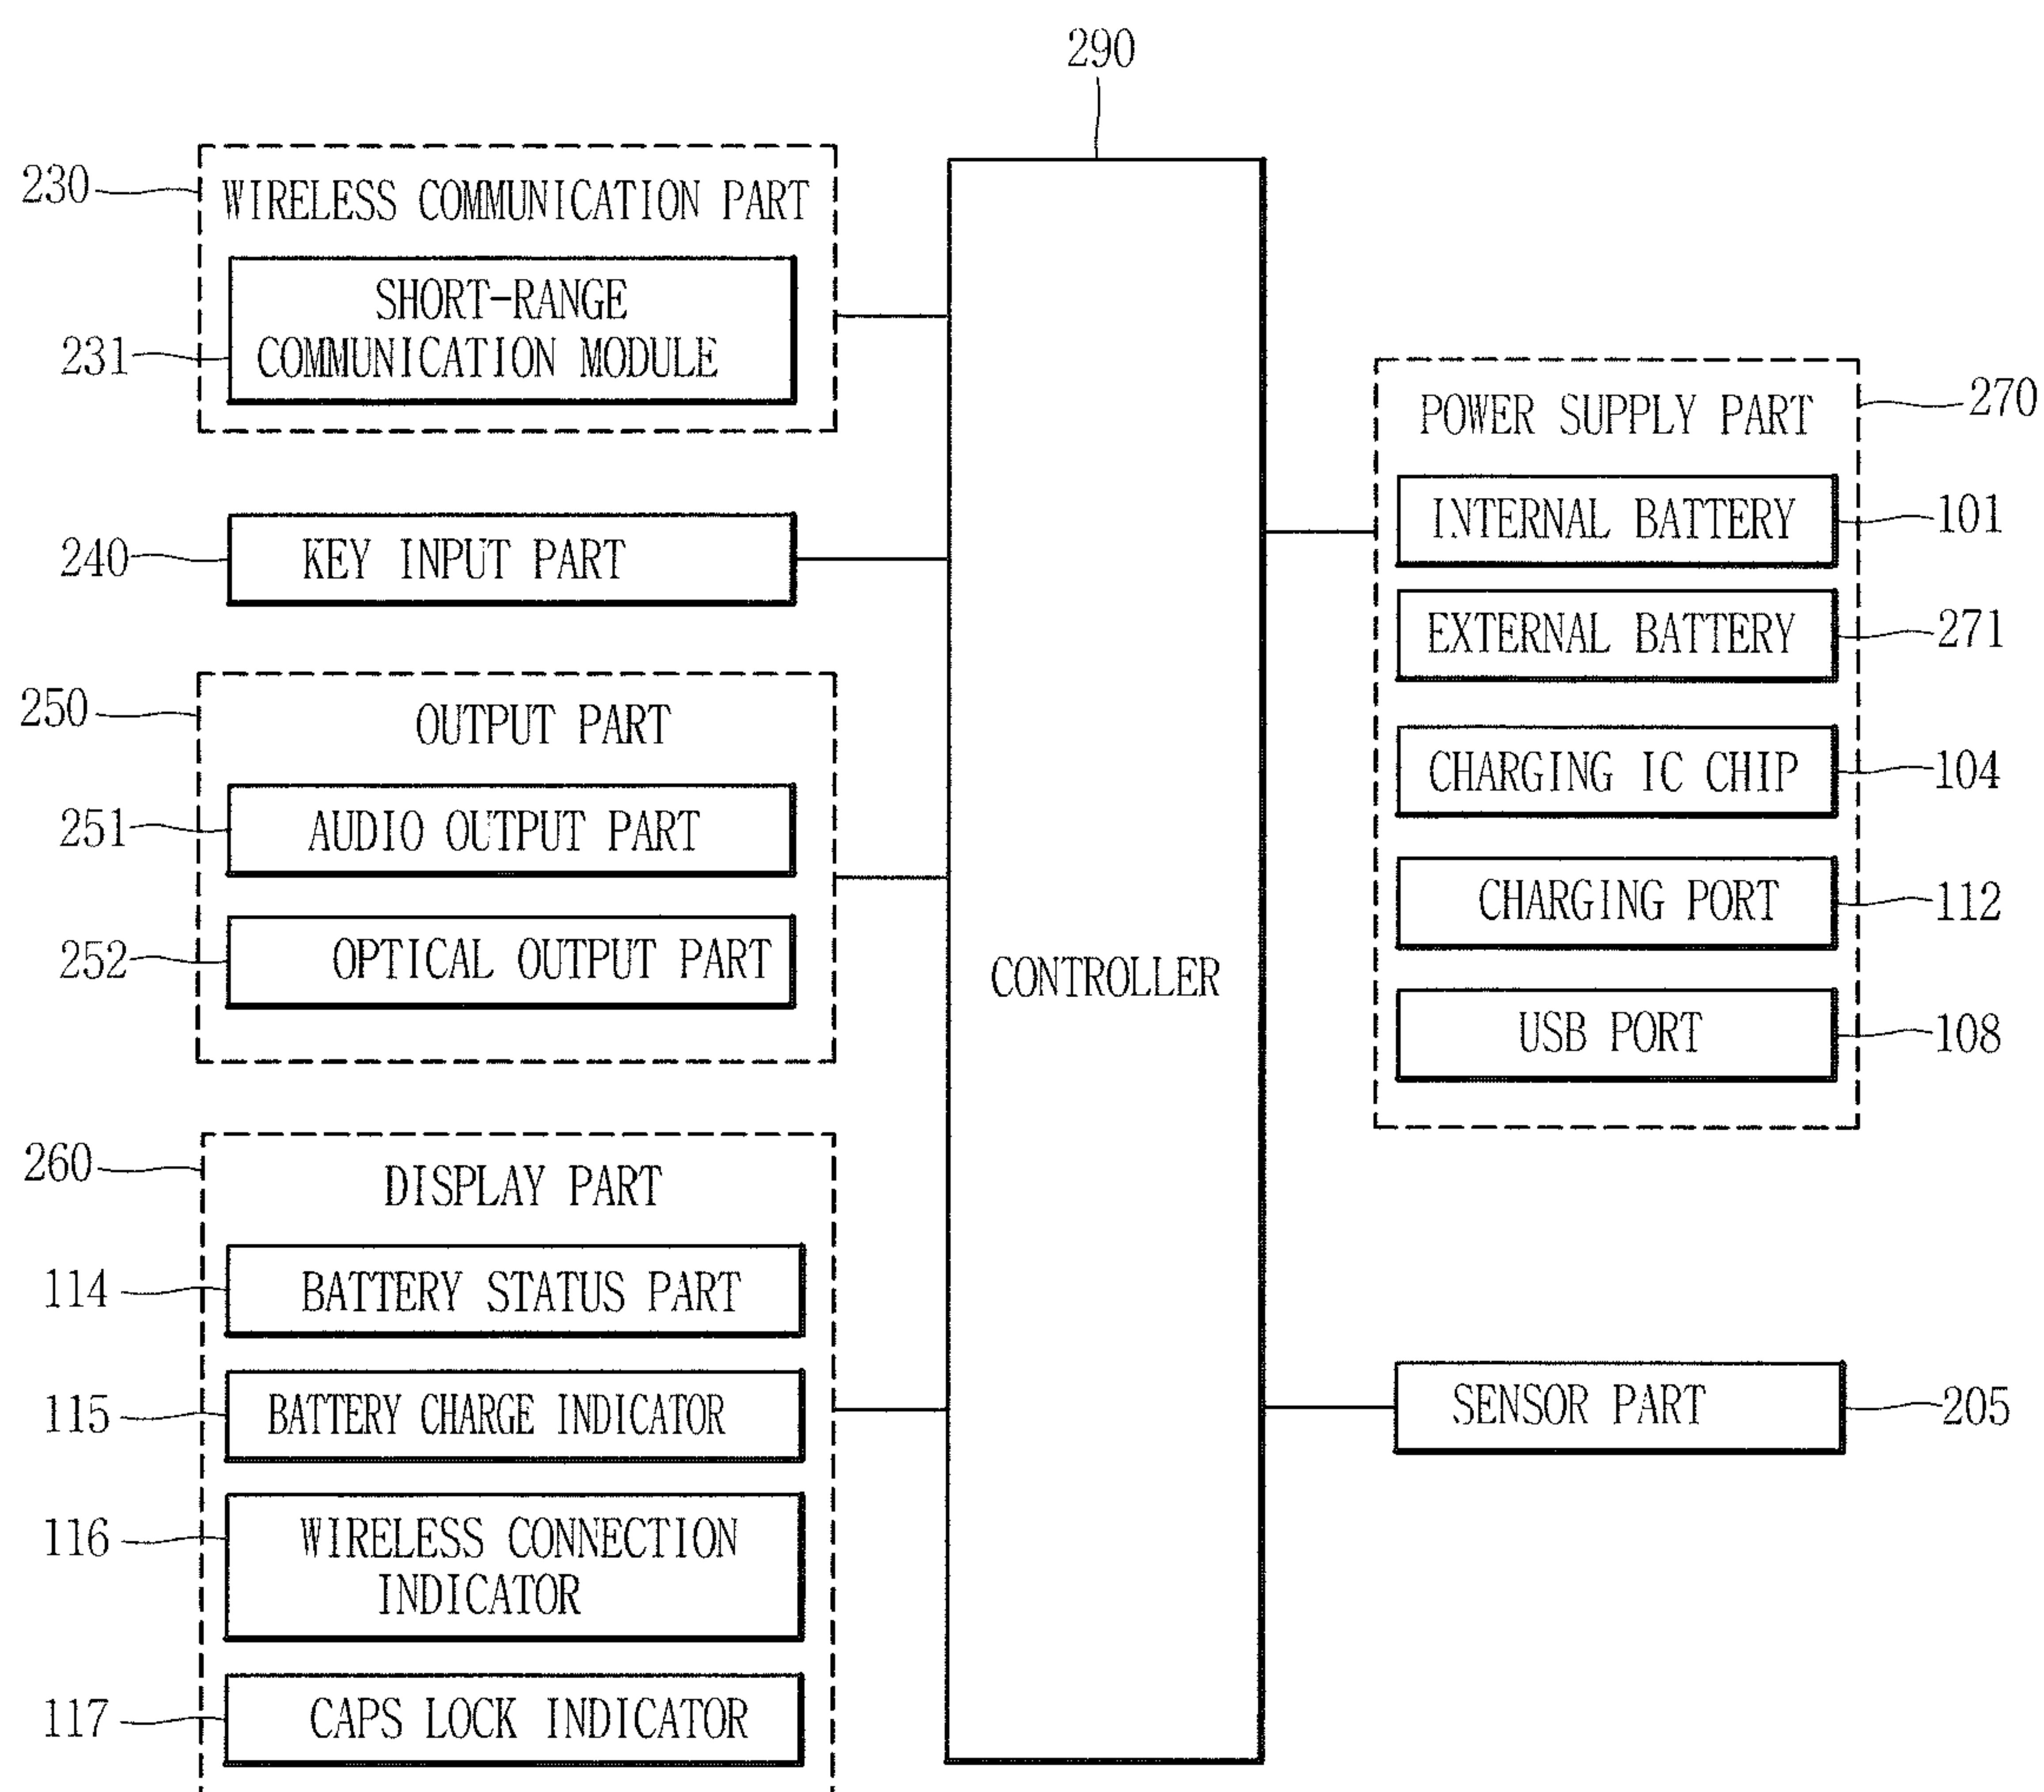 290
230
WIRELESS COMMUNICATION PART
SHORT-RANGE
COMMUNICATION MODULE
231
240
KEY INPUT PART
250
OUTPUT PART
251
AUDIO OUTPUT PART
252
OPTICAL OUTPUT PART
260
DISPLAY PART
114
BATTERY STATUS PART
115
BATTERY CHARGE INDICATOR
116
WIRELESS CONNECTION
INDICATOR
117
CAPS LOCK INDICATOR
CONTROLLER
POWER SUPPLY PART
270
INTERNAL BATTERY
101
EXTERNAL BATTERY
271
CHARGING IC CHIP
104
CHARGING PORT
112
USB PORT
108
SENSOR PART
205